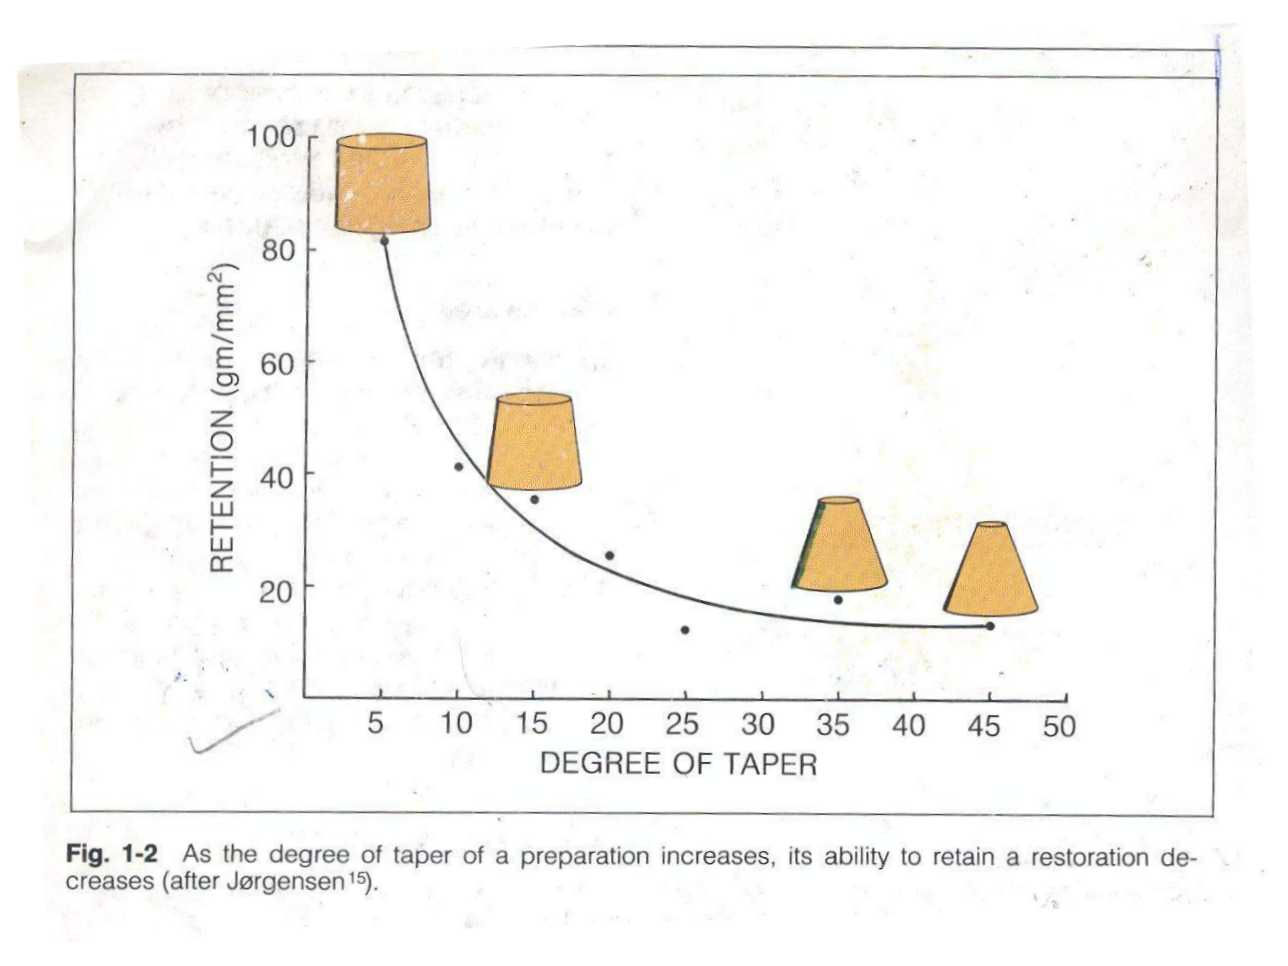 100
80
60
40
20
RETENTION (gm/mm²)
5 10 15 20 25 30 35 40 45 50
DEGREE OF TAPER
Fig. 1-2 As the degree of taper of a preparation increases, its ability to retain a restoration de-
creases (after Jørgensen¹⁵).